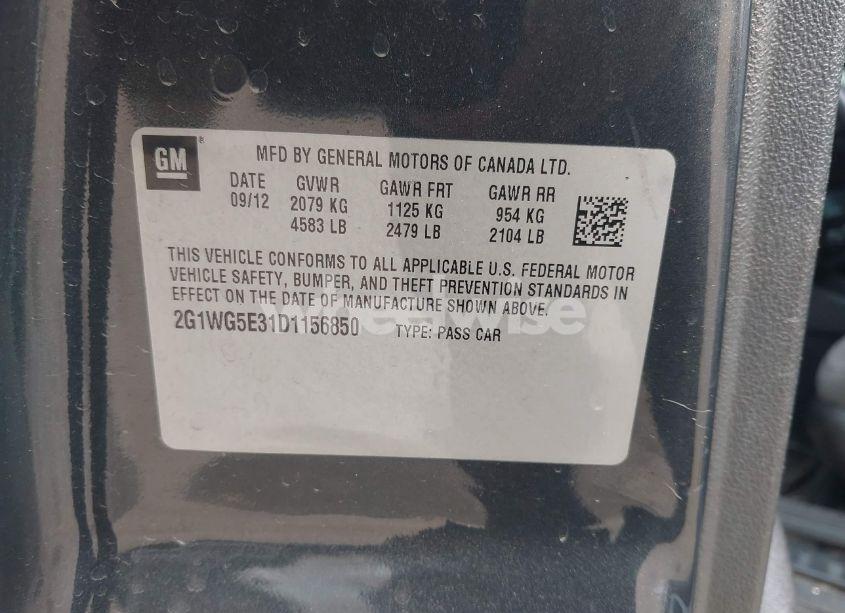 GM ® MFD BY GENERAL MOTORS OF CANADA LTD.
DATE GVWR GAWR FRT GAWR RR
09/12 2079 KG 1125 KG 954 KG
4583 LB 2479 LB 2104 LB
THIS VEHICLE CONFORMS TO ALL APPLICABLE U.S. FEDERAL MOTOR
VEHICLE SAFETY, BUMPER, AND THEFT PREVENTION STANDARDS IN
EFFECT ON THE DATE OF MANUFACTURE SHOWN ABOVE.
2G1WG5E31D1156850 TYPE: PASS CAR